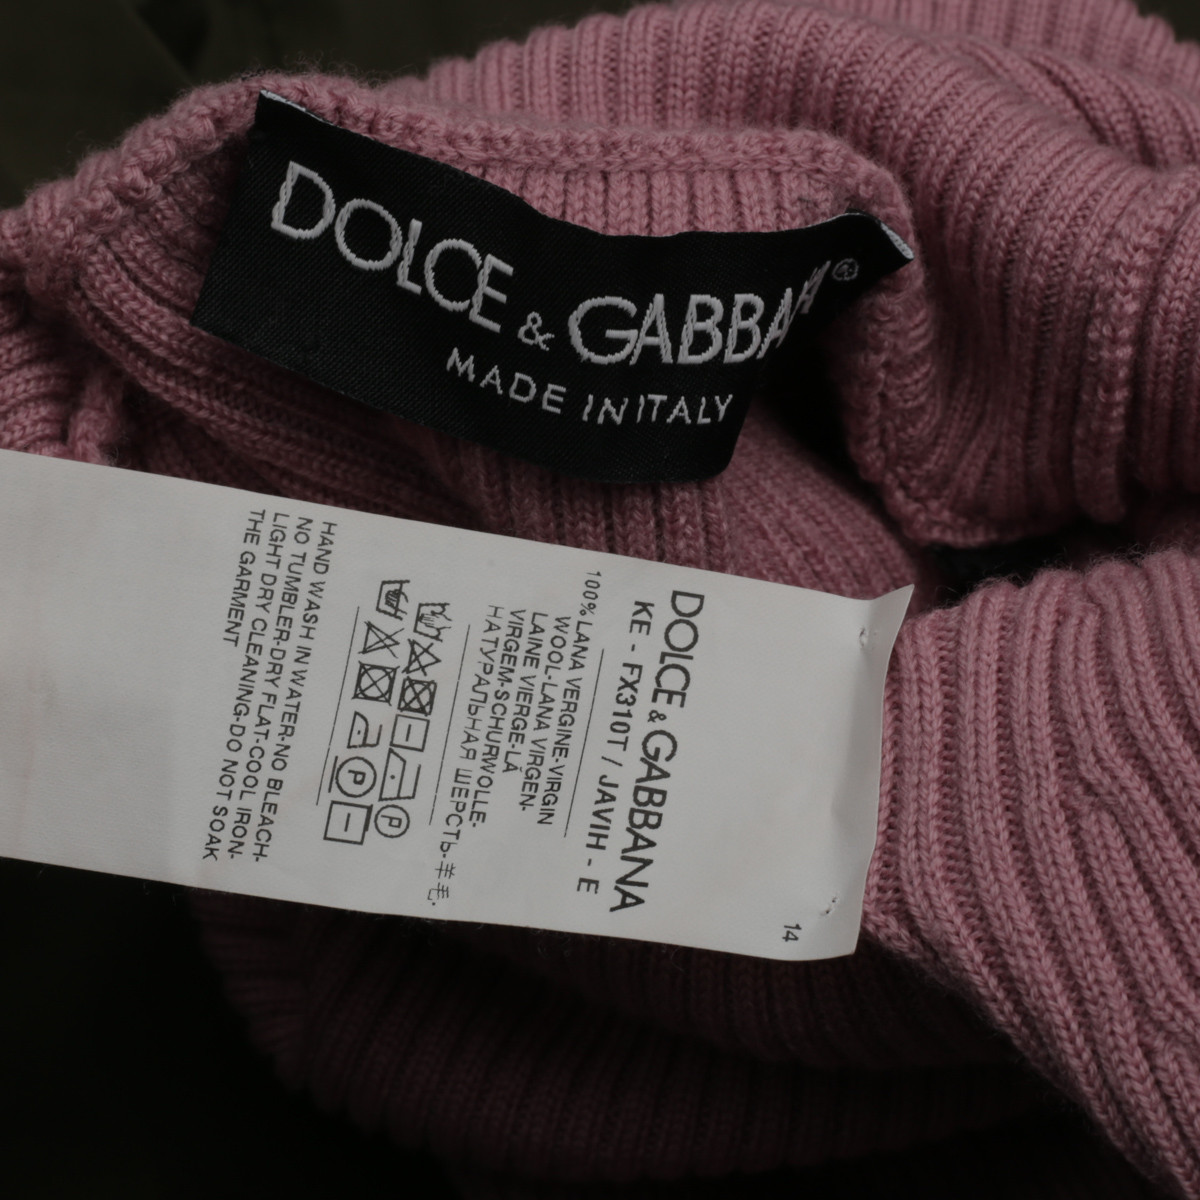 DOLCE & GABBANA®
MADE IN ITALY
14
DOLCE & GABBANA
KE - FX310T / JAVIH - E
100% LANA VERGINE-VIRGIN
WOOL-LANA VIRGEN-
LAINE VIERGE-LÃ
VIRGEM-SCHURWOLLE-
НАТУРАЛЬНАЯ ШЕРСТЬ-羊毛.
HAND WASH IN WATER-NO BLEACH-
NO TUMBLER-DRY FLAT-COOL IRON-
LIGHT DRY CLEANING-DO NOT SOAK
THE GARMENT